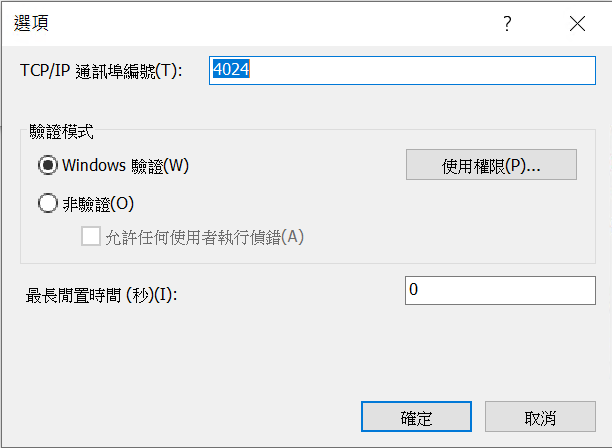 選項
TCP/IP 通訊埠編號(T): 4024
驗證模式
Windows 驗證(W) 使用權限(P)...
非驗證(O)
允許任何使用者執行偵錯(A)
最長閒置時間 (秒)(I): 0
確定 取消